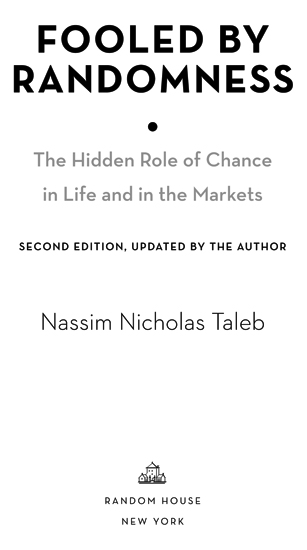 FOOLED BY
RANDOMNESS
•
The Hidden Role of Chance
in Life and in the Markets
SECOND EDITION, UPDATED BY THE AUTHOR
Nassim Nicholas Taleb
RANDOM HOUSE
NEW YORK